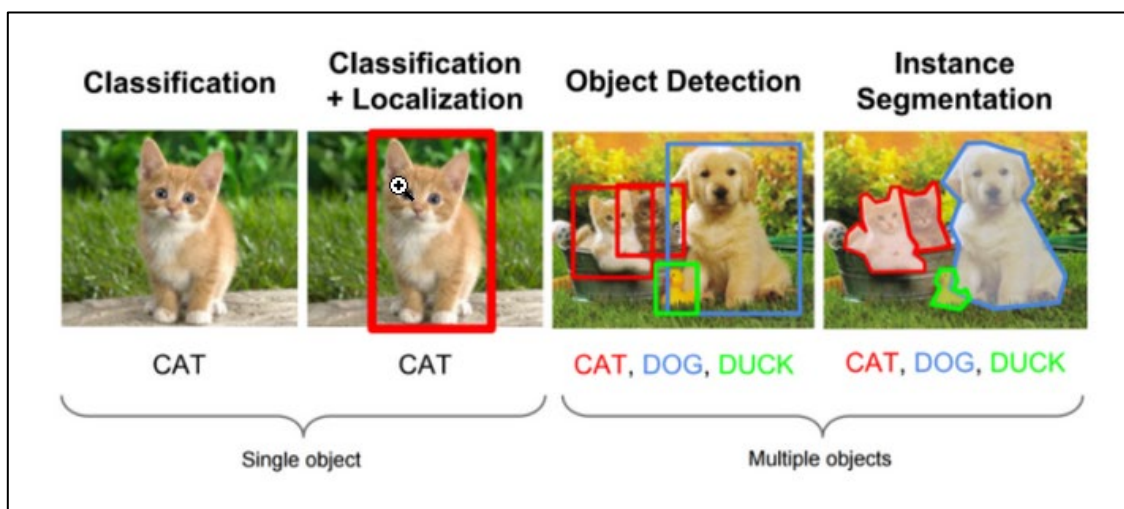 Classification
Classification
+ Localization
Object Detection
Instance
Segmentation
CAT
CAT
CAT, DOG, DUCK
CAT, DOG, DUCK
Single object
Multiple objects